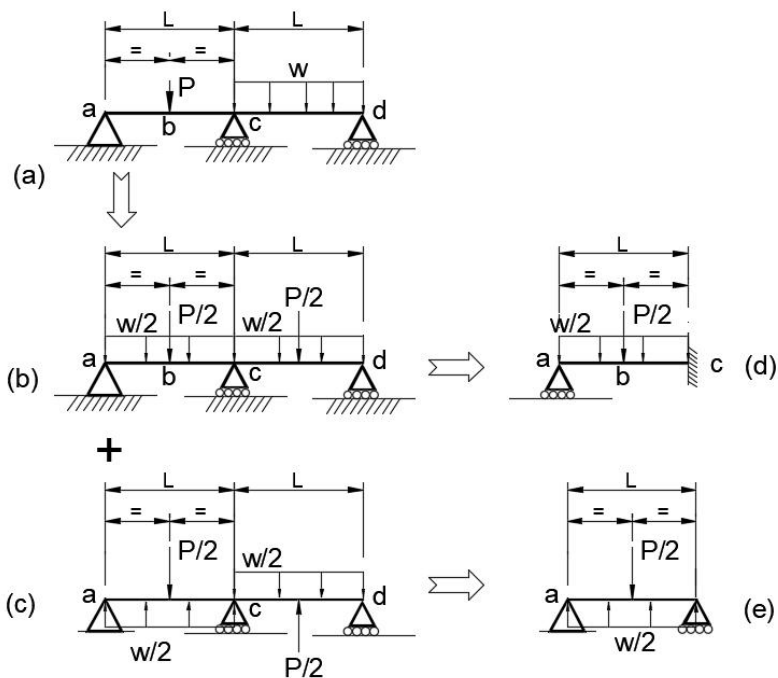 L L
= =
P w
a b c d
(a)
L L
= =
P/2 P/2
w/2 w/2
a b c d
(b)
L
= =
P/2
w/2
a b c
(d)
+
L L
= =
P/2 w/2
a c d
(c)
w/2 P/2
L
= =
P/2
a
(e)
w/2